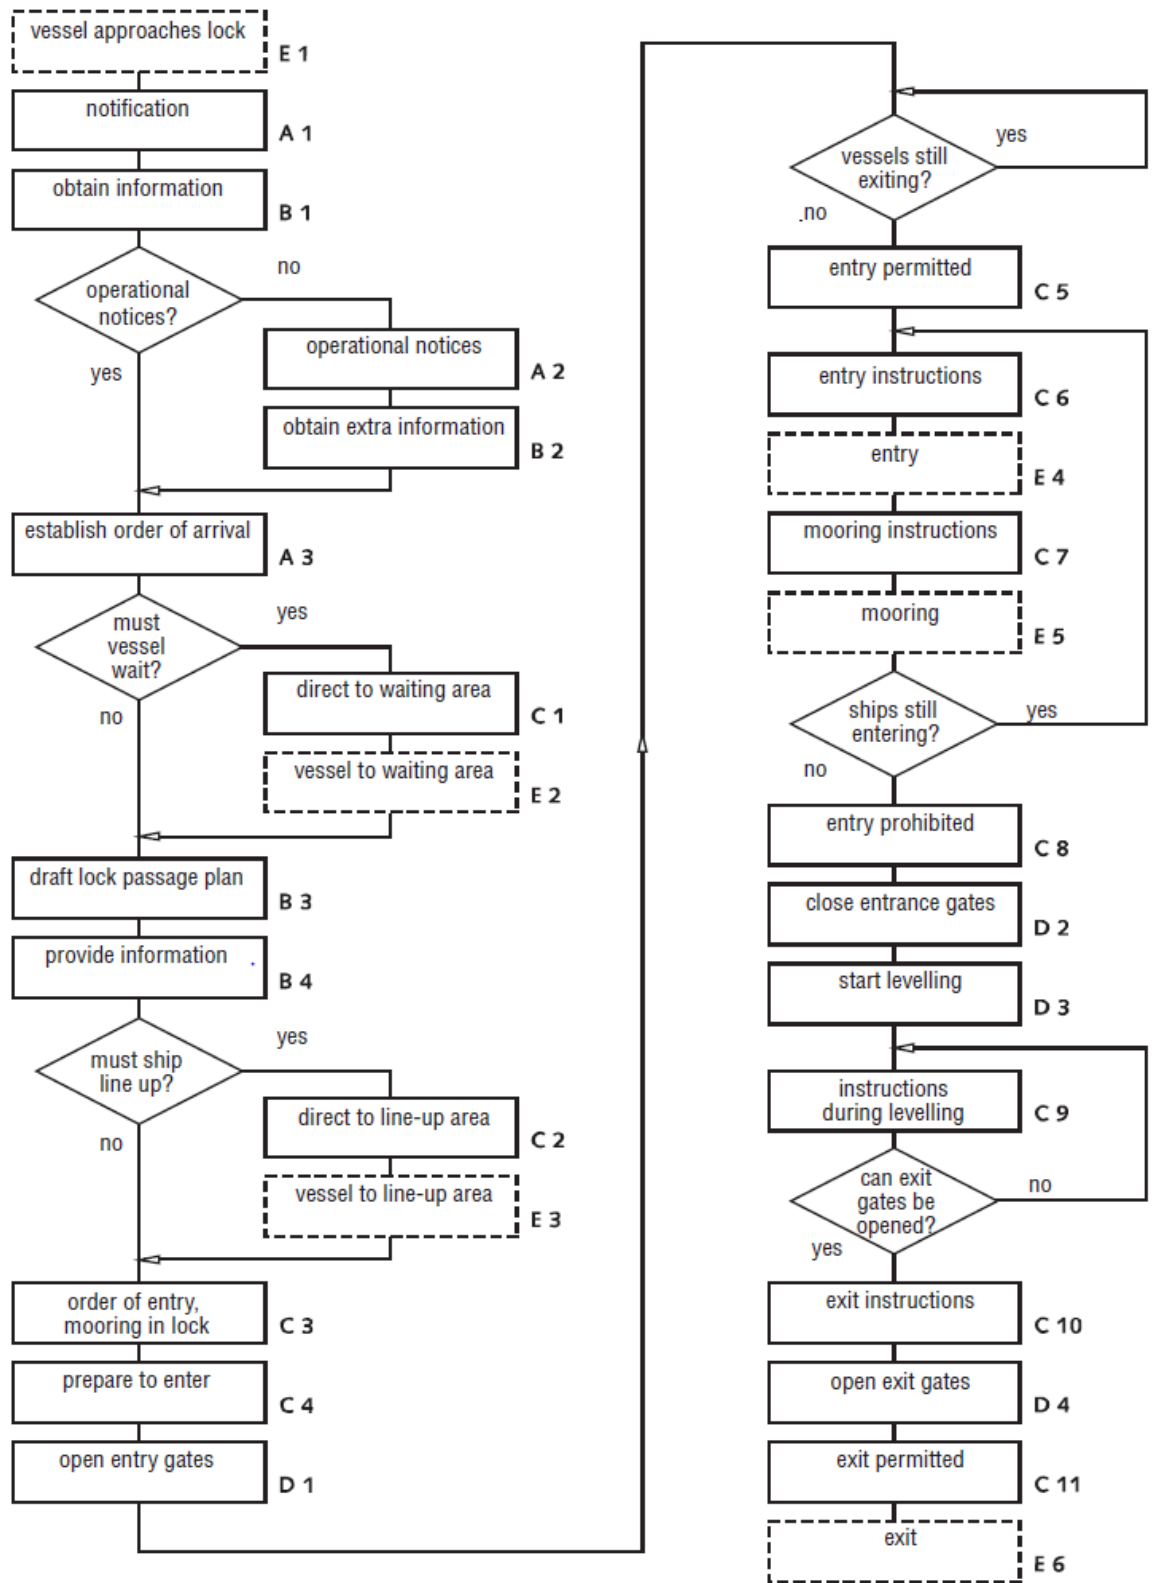 vessel approaches lock
E 1
notification
A 1
obtain information
B 1
no
operational
notices?
operational notices
A 2
yes
obtain extra information
B 2
establish order of arrival
A 3
yes
must
vessel
wait?
direct to waiting area
C 1
no
vessel to waiting area
E 2
draft lock passage plan
B 3
provide information
B 4
yes
must ship
line up?
direct to line-up area
C 2
no
vessel to line-up area
E 3
order of entry,
mooring in lock
C 3
prepare to enter
C 4
open entry gates
D 1
yes
vessels still
exiting?
.no
entry permitted
C 5
entry instructions
C 6
entry
E 4
mooring instructions
C 7
mooring
E 5
ships still
entering?
yes
no
entry prohibited
C 8
close entrance gates
D 2
start levelling
D 3
instructions
during levelling
C 9
can exit
gates be
opened?
no
yes
exit instructions
C 10
open exit gates
D 4
exit permitted
C 11
exit
E 6